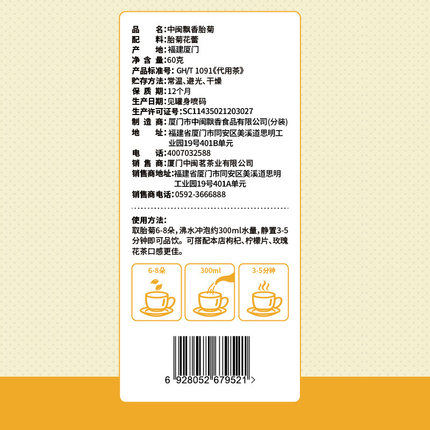 品名:中闽飘香胎菊
配料:胎菊花蕾
产地:福建厦门
净含量:60克
产品标准号:GH/T 1091《代用茶》
贮存方法:常温、避光、干燥
保质期:12个月
生产日期:见罐身喷码
生产许可证号:SC11435021203027
制造商:厦门市中闽飘香食品有限公司(分装)
地址:福建省厦门市同安区美溪道思明工
业园19号401B单元
电话:4007032588
销售商:厦门中闽茗茶业有限公司
销售商地址:福建省厦门市同安区美溪道思明
工业园19号401A单元
销售商电话:0592-3666888
使用方法:
取胎菊6-8朵,沸水冲泡约300ml水量,静置3-5
分钟即可品饮。可搭配本店枸杞、柠檬片、玫瑰
花茶口感更佳。
6-8朵 300ml 3-5分钟
6 928052 679521>